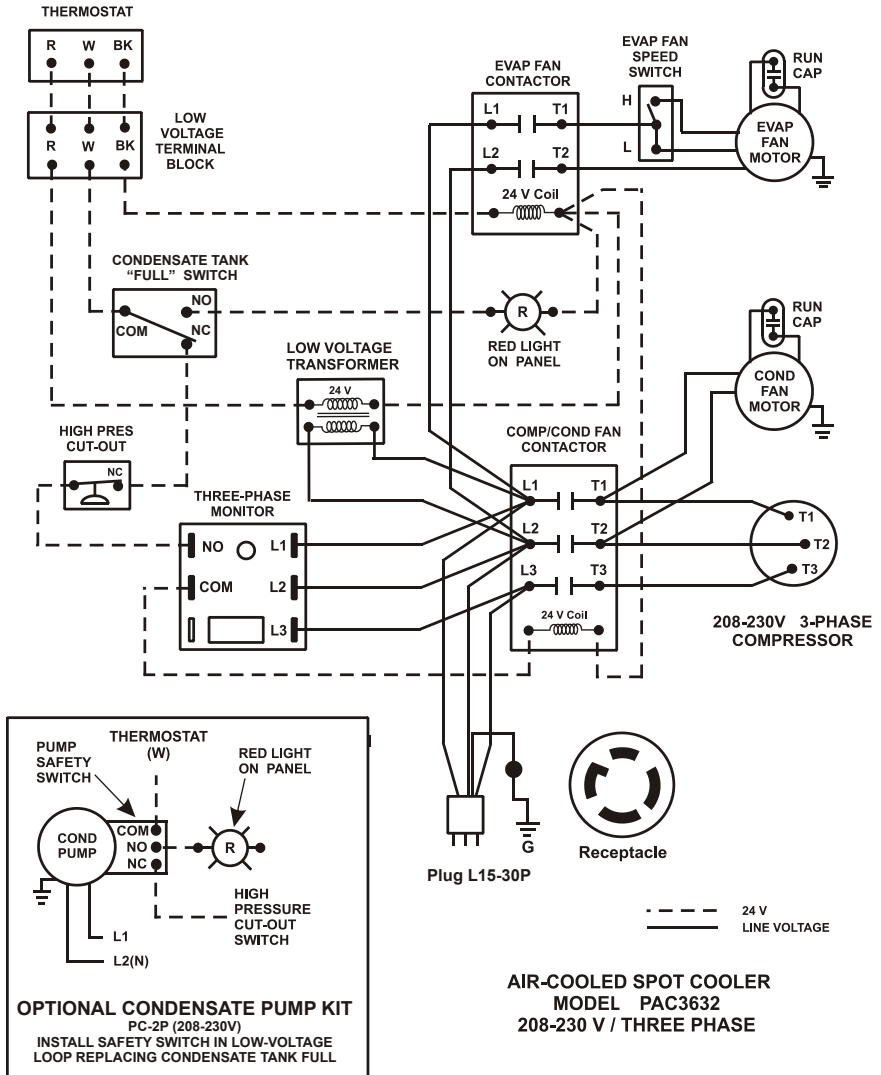 THERMOSTAT
R W BK
R W BK
LOW
VOLTAGE
TERMINAL
BLOCK
EVAP FAN
CONTACTOR
L1 T1
L2 T2
24 V Coil
EVAP FAN
SPEED
SWITCH
H
L
RUN
CAP
EVAP
FAN
MOTOR
CONDENSATE TANK
“FULL” SWITCH
NO
COM
NC
R
RED LIGHT
ON PANEL
LOW VOLTAGE
TRANSFORMER
24 V
RUN
CAP
COND
FAN
MOTOR
HIGH PRES
CUT-OUT
NC
COMP/COND FAN
CONTACTOR
L1 T1
L2 T2
L3 T3
24 V Coil
THREE-PHASE
MONITOR
NO L1
COM L2
L3
T1
T2
T3
208-230V 3-PHASE
COMPRESSOR
G
Plug L15-30P
Receptacle
24 V
LINE VOLTAGE
PUMP
SAFETY
SWITCH
THERMOSTAT
(W)
RED LIGHT
ON PANEL
COND
PUMP
COM
NO
NC
R
HIGH
PRESSURE
CUT-OUT
SWITCH
L1
L2(N)
OPTIONAL CONDENSATE PUMP KIT
PC-2P (208-230V)
INSTALL SAFETY SWITCH IN LOW-VOLTAGE
LOOP REPLACING CONDENSATE TANK FULL
AIR-COOLED SPOT COOLER
MODEL PAC3632
208-230 V / THREE PHASE